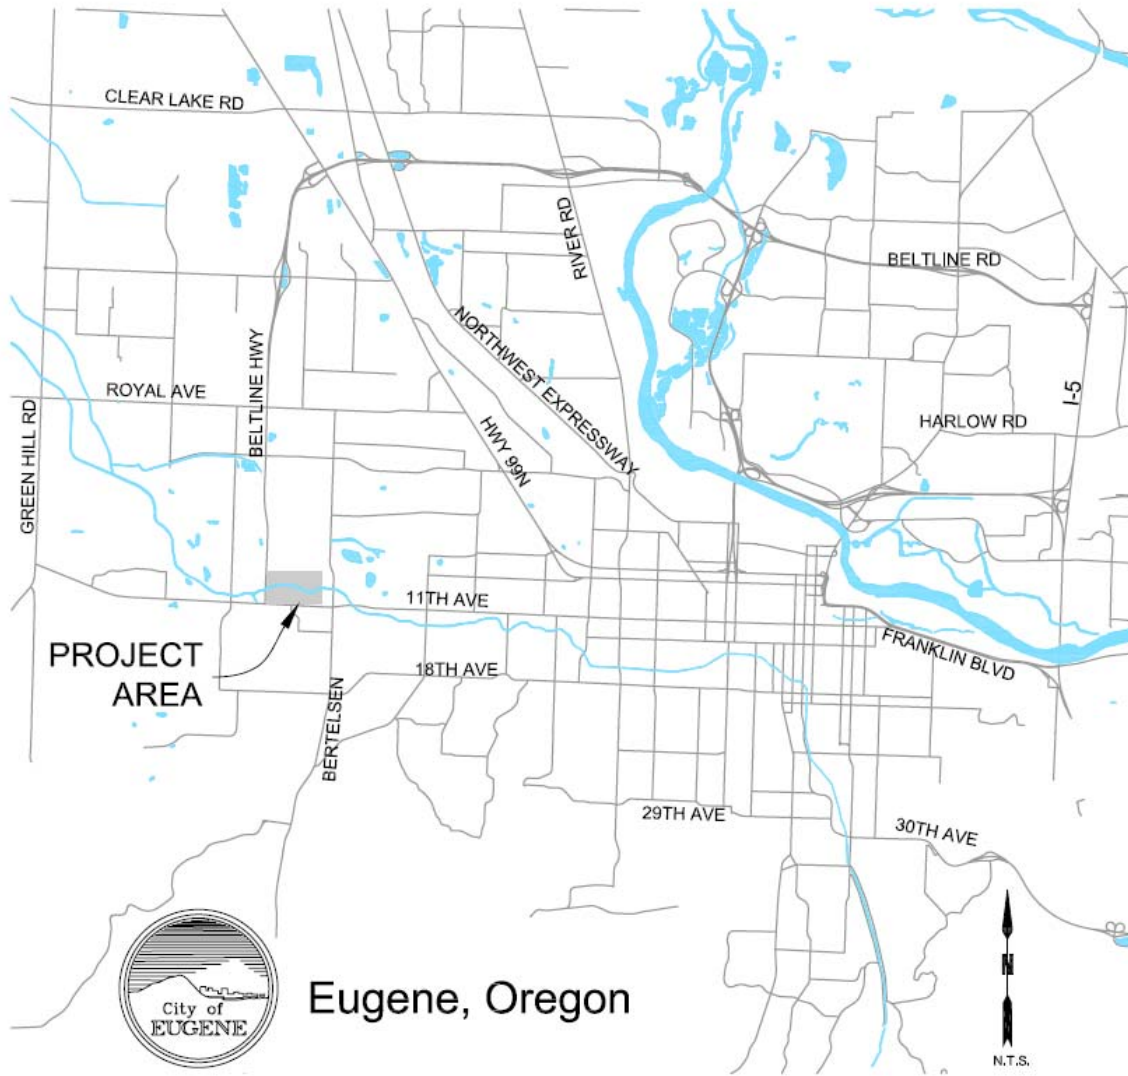 CLEAR LAKE RD
RIVER RD
BELTLINE RD
NORTHWEST EXPRESSWAY
BELTLINE HWY
ROYAL AVE
I-5
GREEN HILL RD
HWY 99N
HARLOW RD
11TH AVE
FRANKLIN BLVD
PROJECT
AREA
18TH AVE
BERTELSEN
29TH AVE
30TH AVE
City of
EUGENE
Eugene, Oregon
N
N.T.S.